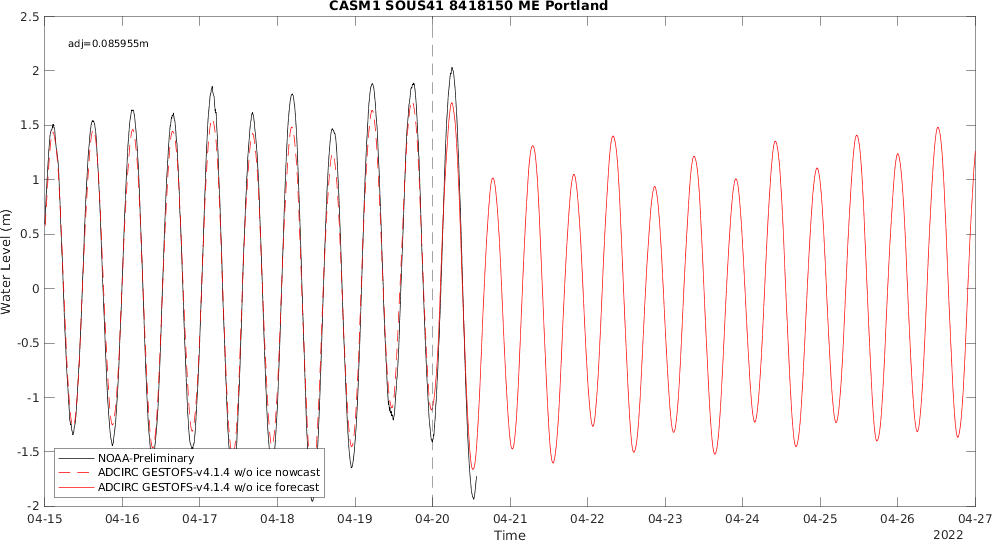 CASM1 SOUS41 8418150 ME Portland
adj=0.085955m
2.5
2
1.5
1
0.5
0
-0.5
-1
-1.5
-2
Water Level (m)
NOAA-Preliminary
ADCIRC GESTOFS-v4.1.4 w/o ice nowcast
ADCIRC GESTOFS-v4.1.4 w/o ice forecast
04-15 04-16 04-17 04-18 04-19 04-20 04-21 04-22 04-23 04-24 04-25 04-26 04-27
Time
2022